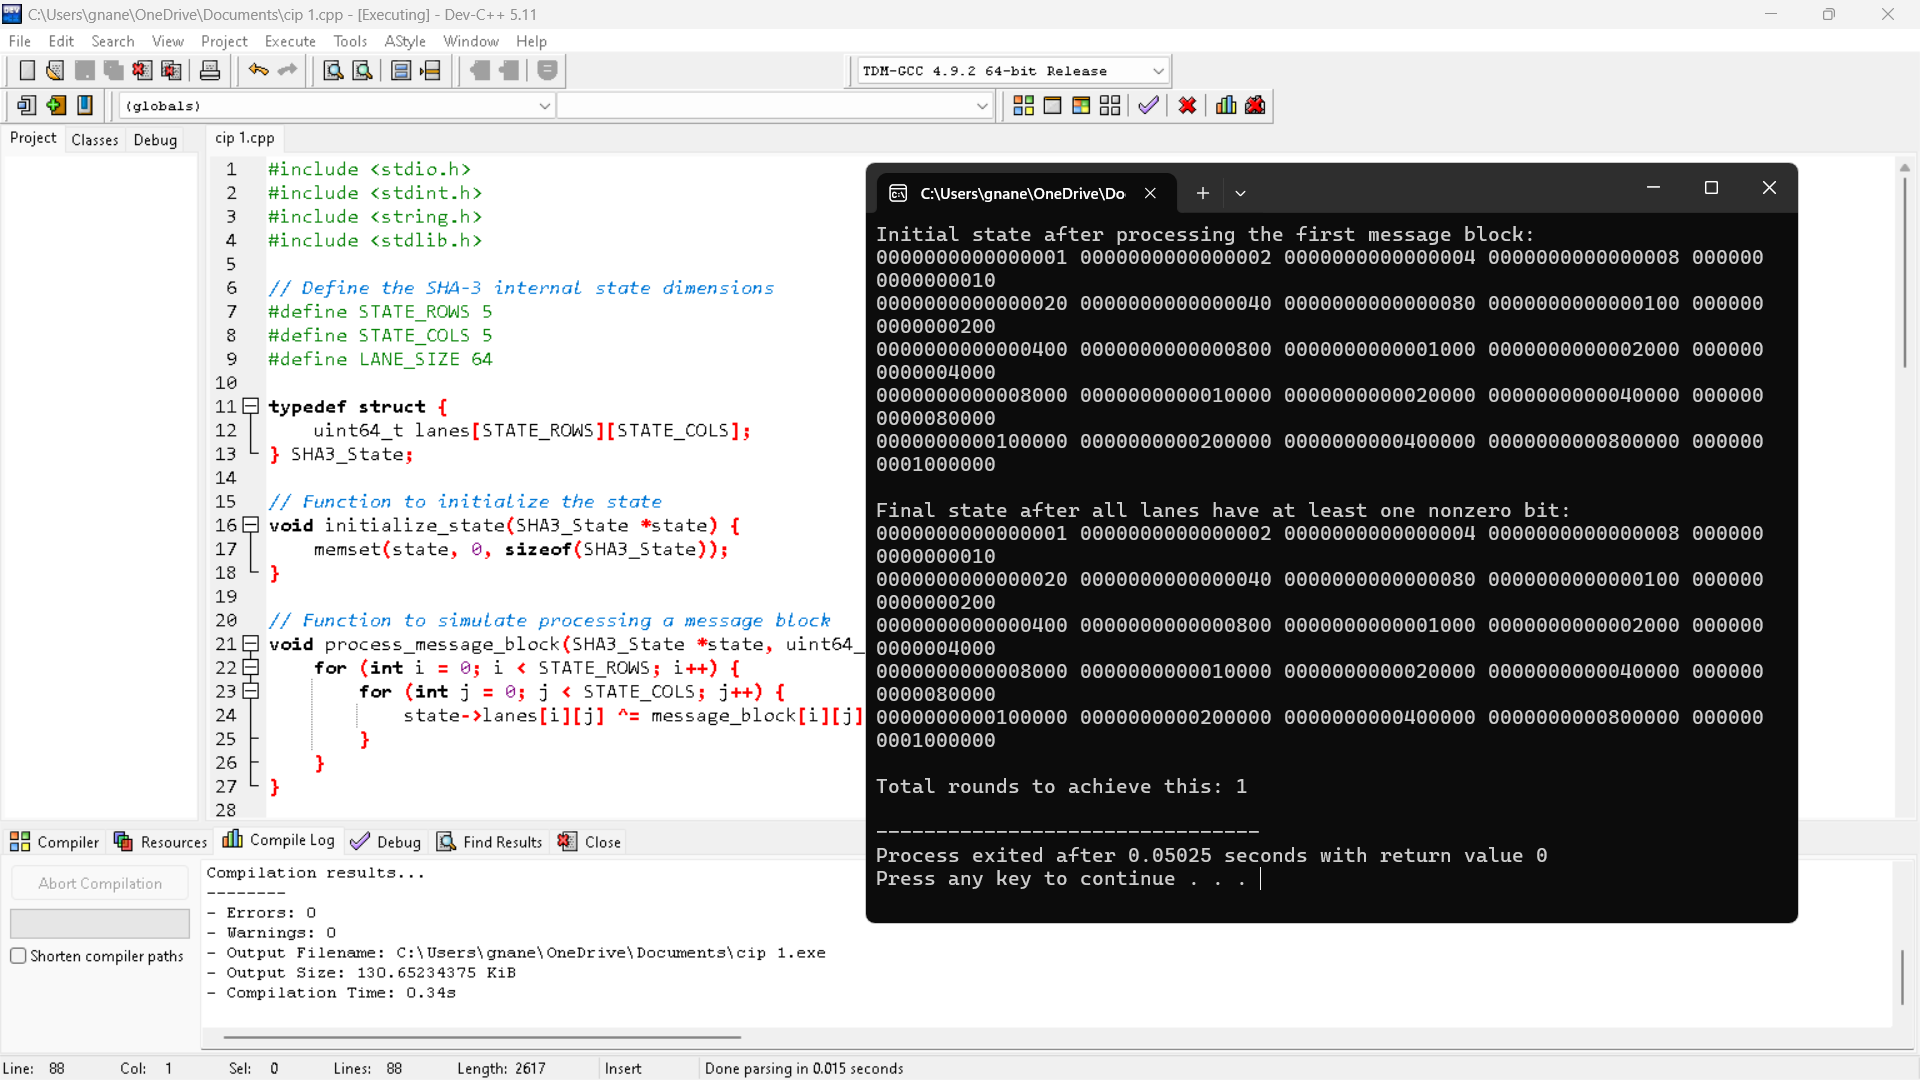 C:\Users\gnane\OneDrive\Documents\cip 1.cpp - [Executing] - Dev-C++ 5.11
File Edit Search View Project Execute Tools AStyle Window Help
TDM-GCC 4.9.2 64-bit Release
(globals)
Project Classes Debug
cip 1.cpp
1 #include <stdio.h>
2 #include <stdint.h>
3 #include <string.h>
4 #include <stdlib.h>
5
6 // Define the SHA-3 internal state dimensions
7 #define STATE_ROWS 5
8 #define STATE_COLS 5
9 #define LANE_SIZE 64
10
11 typedef struct {
12 uint64_t lanes[STATE_ROWS][STATE_COLS];
13 } SHA3_State;
14
15 // Function to initialize the state
16 void initialize_state(SHA3_State *state) {
17 memset(state, 0, sizeof(SHA3_State));
18 }
19
20 // Function to simulate processing a message block
21 void process_message_block(SHA3_State *state, uint64_
22 for (int i = 0; i < STATE_ROWS; i++) {
23 for (int j = 0; j < STATE_COLS; j++) {
24 state->lanes[i][j] ^= message_block[i][j]
25 }
26 }
27 }
28
C:\Users\gnane\OneDrive\Do
Initial state after processing the first message block:
0000000000000001 0000000000000002 0000000000000004 0000000000000008 000000
0000000010
0000000000000020 0000000000000040 0000000000000080 0000000000000100 000000
0000000200
0000000000000400 0000000000000800 0000000000001000 0000000000002000 000000
0000004000
0000000000008000 0000000000010000 0000000000020000 0000000000040000 000000
0000080000
0000000000100000 0000000000200000 0000000000400000 0000000000800000 000000
0001000000
Final state after all lanes have at least one nonzero bit:
0000000000000001 0000000000000002 0000000000000004 0000000000000008 000000
0000000010
0000000000000020 0000000000000040 0000000000000080 0000000000000100 000000
0000000200
0000000000000400 0000000000000800 0000000000001000 0000000000002000 000000
0000004000
0000000000008000 0000000000010000 0000000000020000 0000000000040000 000000
0000080000
0000000000100000 0000000000200000 0000000000400000 0000000000800000 000000
0001000000
Total rounds to achieve this: 1
--------------------------------
Process exited after 0.05025 seconds with return value 0
Press any key to continue . . .
Compiler Resources Compile Log Debug Find Results Close
Abort Compilation
Shorten compiler paths
Compilation results...
--------
- Errors: 0
- Warnings: 0
- Output Filename: C:\Users\gnane\OneDrive\Documents\cip 1.exe
- Output Size: 130.65234375 KiB
- Compilation Time: 0.34s
Line: 88 Col: 1 Sel: 0 Lines: 88 Length: 2617 Insert Done parsing in 0.015 seconds